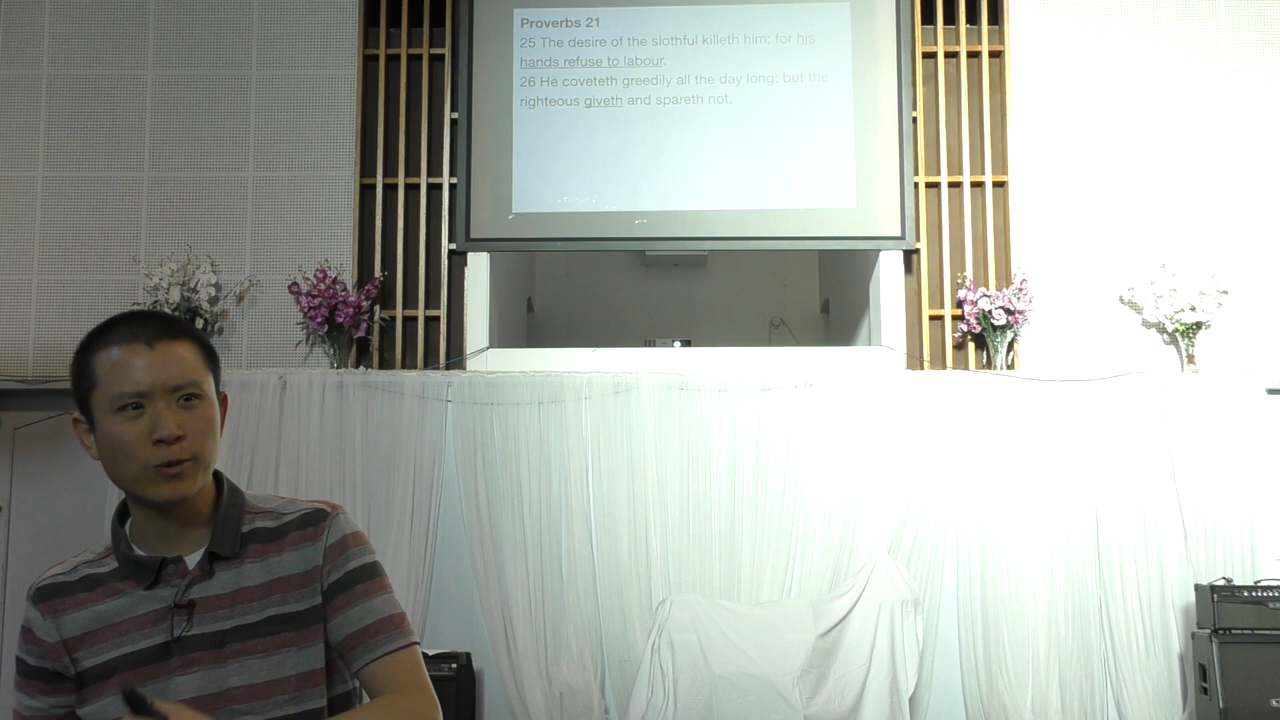 Proverbs 21
25 The desire of the slothful killeth him; for his
hands refuse to labour.
26 He coveteth greedily all the day long: but the
righteous giveth and spareth not.